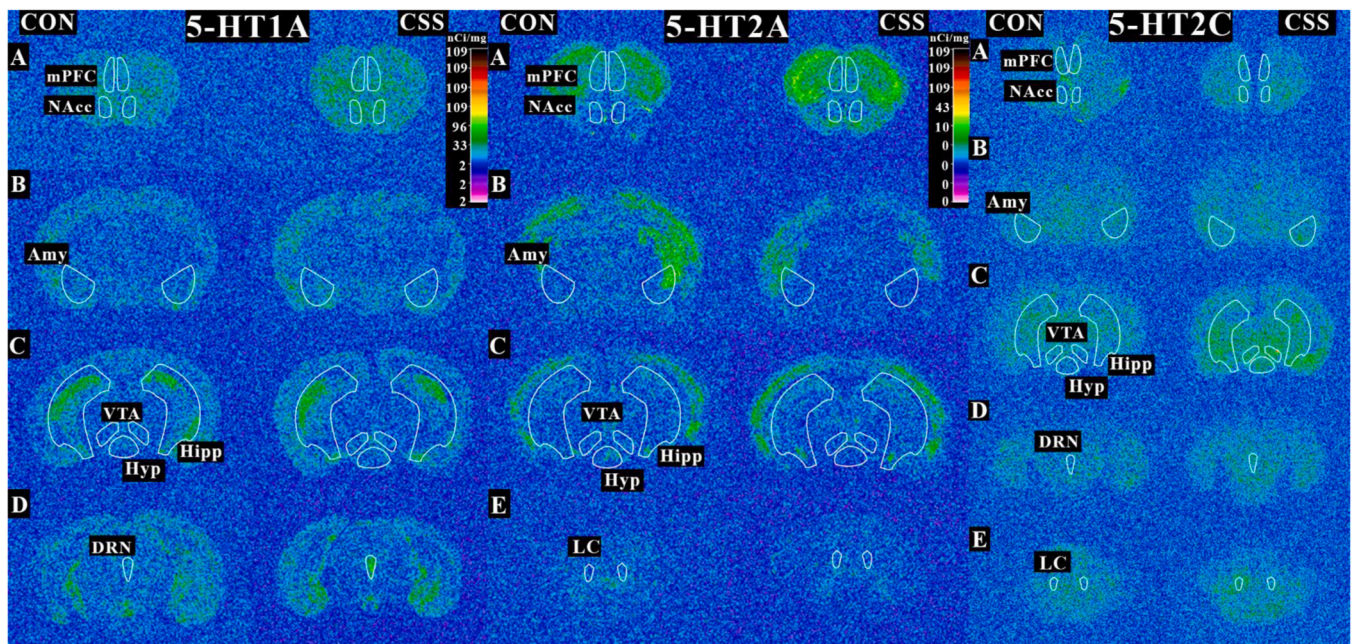 CON 5-HT1A CSS
nCi/mg
109
109
109
109
96
33
2
2
2
A
mPFC
NAcc
B
Amy
C
VTA
Hipp
Hyp
D
DRN
CON 5-HT2A CSS
nCi/mg
109
109
109
43
10
0
0
0
0
A
mPFC
NAcc
B
Amy
C
VTA
Hipp
Hyp
E
LC
CON 5-HT2C CSS
A
mPFC
NAcc
B
Amy
C
VTA
Hipp
Hyp
D
DRN
E
LC